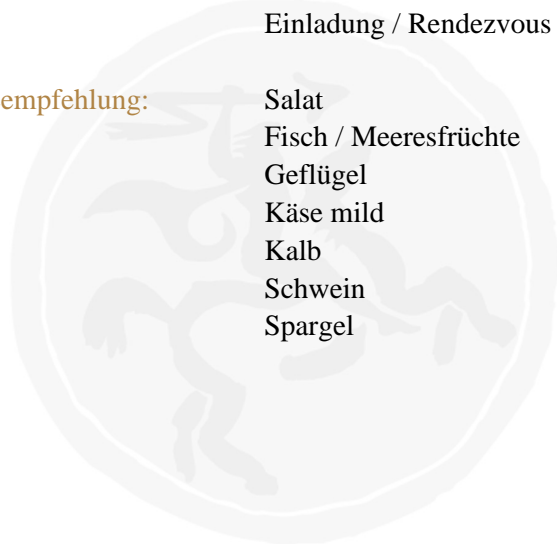 Einladung / Rendezvous
empfehlung: Salat
Fisch / Meeresfrüchte
Geflügel
Käse mild
Kalb
Schwein
Spargel